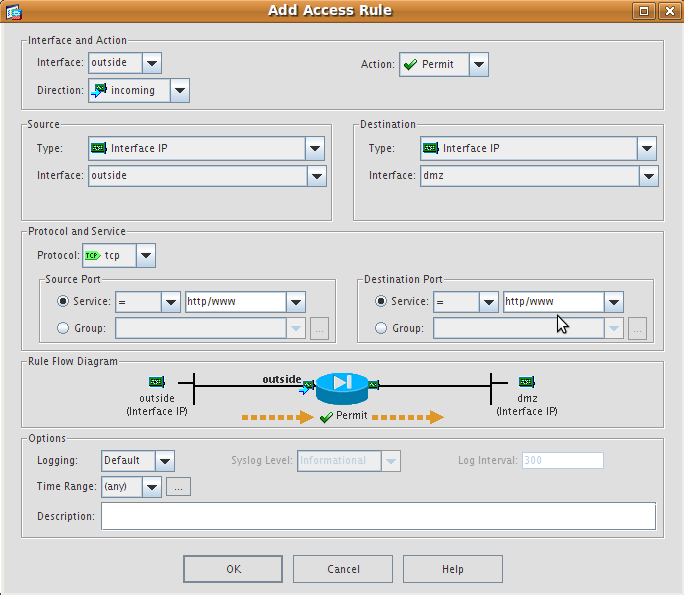 Add Access Rule
Interface and Action
Interface: outside Action: Permit
Direction: incoming
Source Destination
Type: Interface IP Type: Interface IP
Interface: outside Interface: dmz
Protocol and Service
Protocol: TCP tcp
Source Port Destination Port
Service: = http/www Service: = http/www
Group: ... Group: ...
Rule Flow Diagram
outside
outside dmz
(Interface IP) (Interface IP)
Permit
Options
Logging: Default Syslog Level: Informational Log Interval: 300
Time Range: (any) ...
Description:
OK Cancel Help